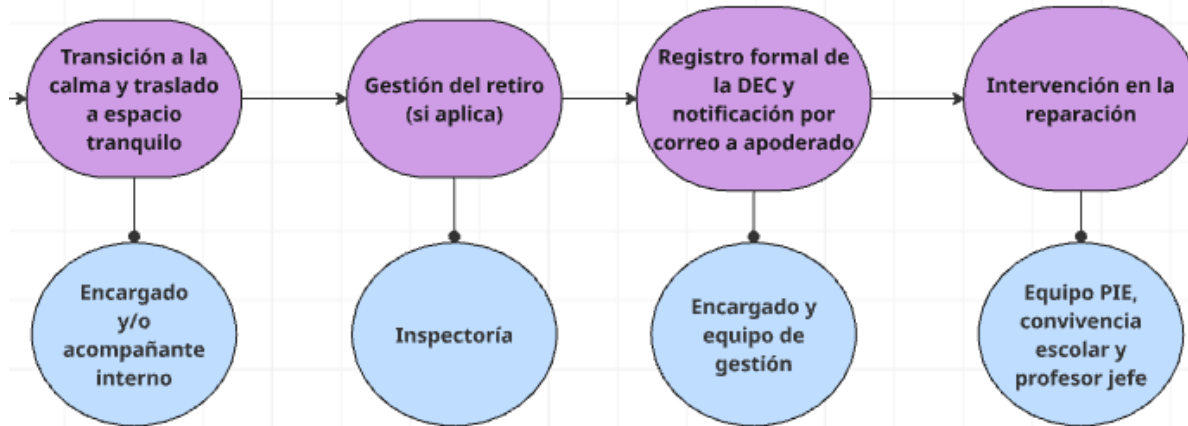 Transición a la
calma y traslado
a espacio
tranquilo
Gestión del retiro
(si aplica)
Registro formal de
la DEC y
notificación por
correo a apoderado
Intervención en la
reparación
Encargado
y/o
acompañante
interno
Inspectoría
Encargado y
equipo de
gestión
Equipo PIE,
convivencia
escolar y
profesor jefe